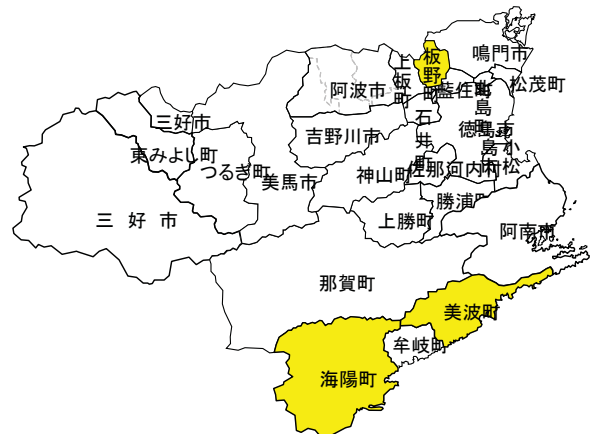 鳴門市
板野町
上板町
松茂町
阿波市
藍住町
北島町
三好市
石井町
徳島市
吉野川市
小松島市
東みよし町
つるぎ町
美馬市
神山町
佐那河内村
三好市
上勝町
勝浦町
阿南市
那賀町
美波町
牟岐町
海陽町